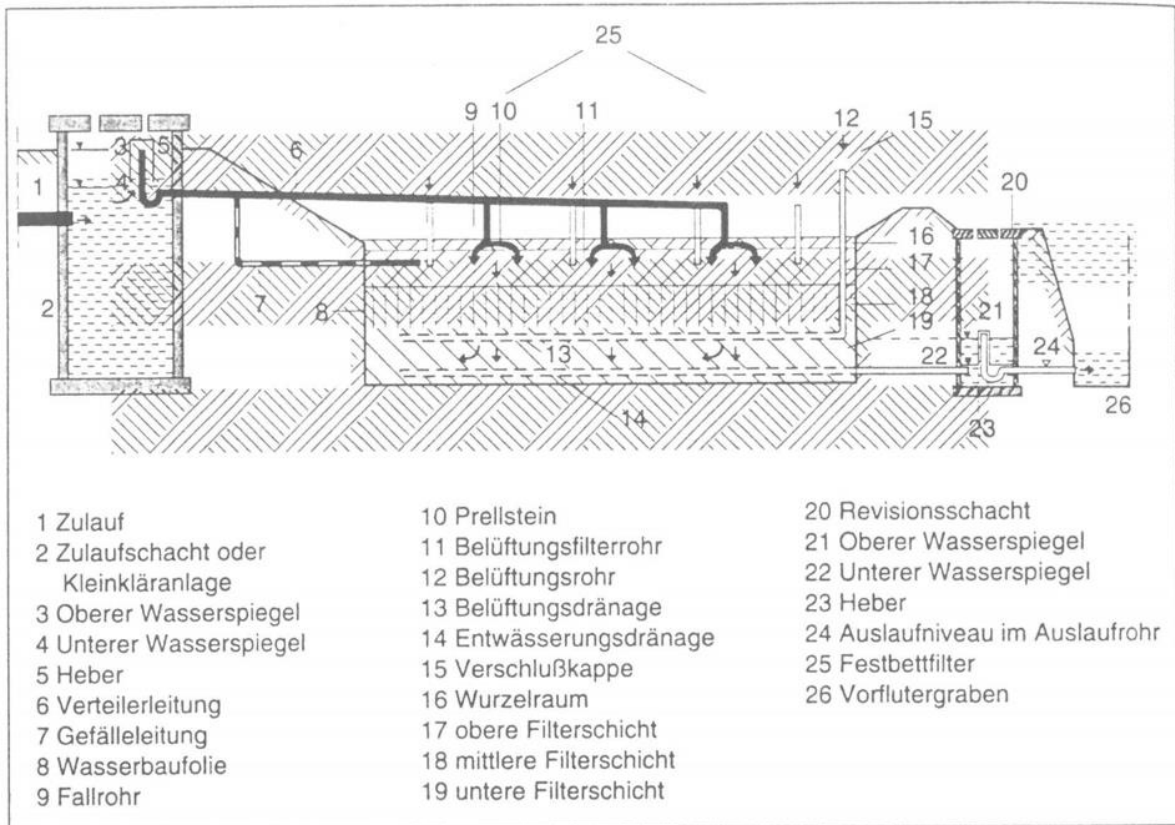 25
9 10 11 12 15
3 5 6
1 4 20
16
17
2 7 8 18 21
19
13 22 24
14 23 26
1 Zulauf
2 Zulaufschacht oder
Kleinkläranlage
3 Oberer Wasserspiegel
4 Unterer Wasserspiegel
5 Heber
6 Verteilerleitung
7 Gefälleleitung
8 Wasserbaufolie
9 Fallrohr
10 Prellstein
11 Belüftungsfilterrohr
12 Belüftungsrohr
13 Belüftungsdränage
14 Entwässerungsdränage
15 Verschlußkappe
16 Wurzelraum
17 obere Filterschicht
18 mittlere Filterschicht
19 untere Filterschicht
20 Revisionsschacht
21 Oberer Wasserspiegel
22 Unterer Wasserspiegel
23 Heber
24 Auslaufniveau im Auslaufrohr
25 Festbettfilter
26 Vorflutergraben